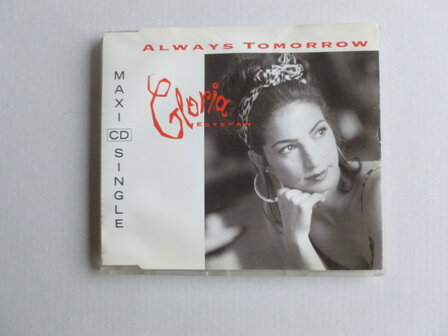 ALWAYS TOMORROW
Gloria
ESTEFAN
MAXI CD SINGLE